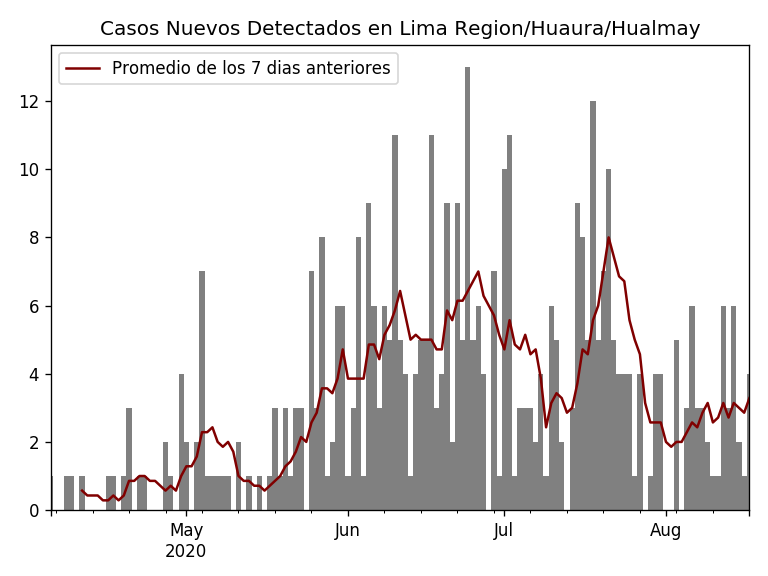 Casos Nuevos Detectados en Lima Region/Huaura/Hualmay
Promedio de los 7 dias anteriores
12
10
8
6
4
2
0
May
2020
Jun
Jul
Aug